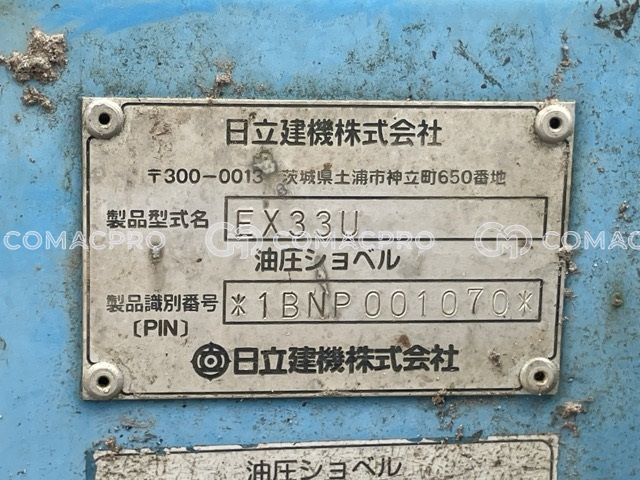 日立建機株式会社
〒300-0013 茨城県土浦市神立町650番地
製品型式名 EX33U
COMACPRO COMACPRO COMACPRO
油圧ショベル
製品識別番号 *1BNP001070*
〔PIN〕
日立建機株式会社
油圧ショベル